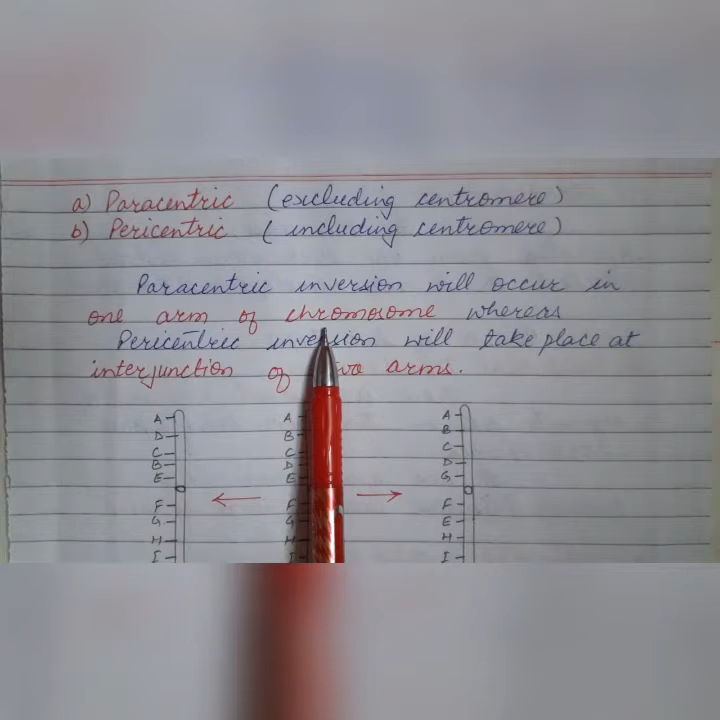 a) Paracentric (excluding centromere)
b) Pericentric (including centromere)
Paracentric inversion will occur in
one arm of chromosome whereas
Pericentric inversion will take place at
interjunction of arms.
A A A
D B B
C C C
B D D
E E G
F F F
G G E
H H H
I I I